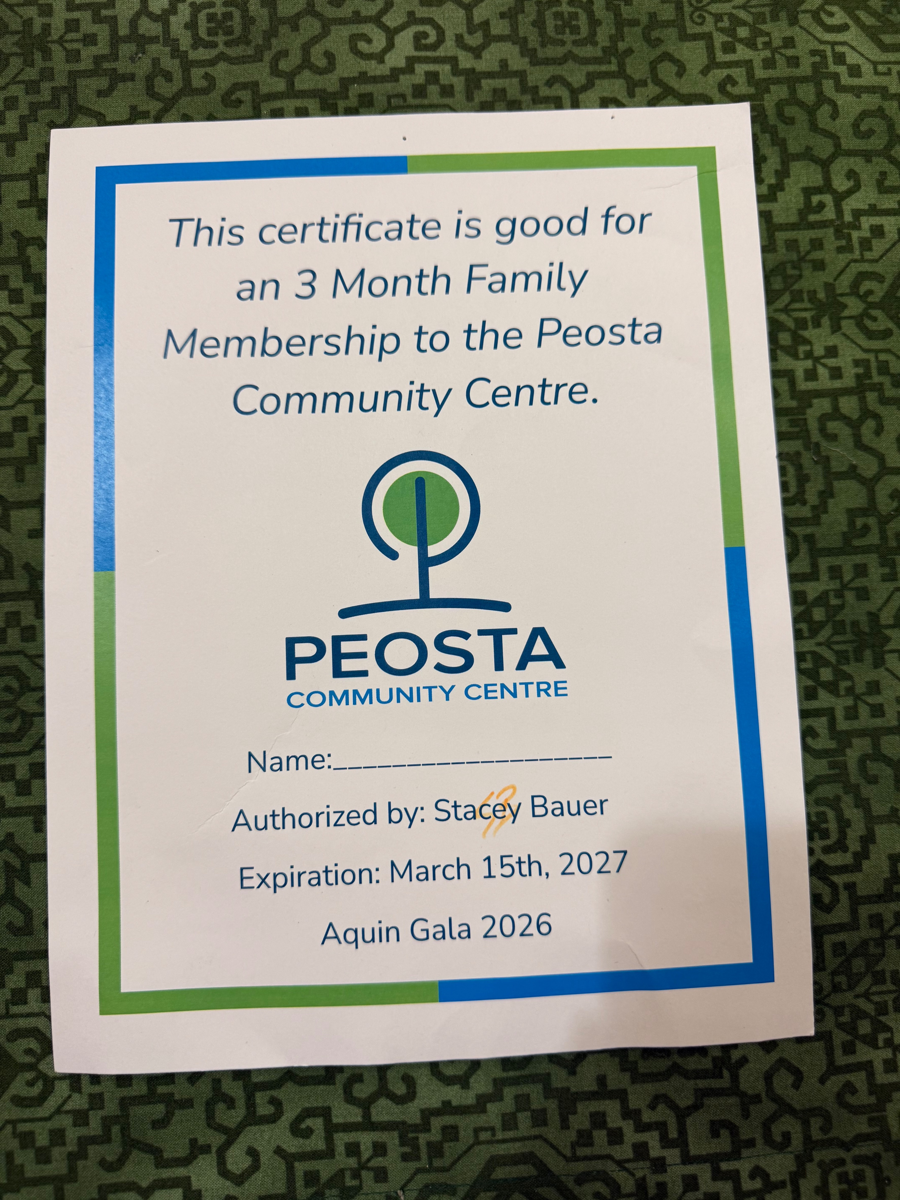 This certificate is good for
an 3 Month Family
Membership to the Peosta
Community Centre.
PEOSTA
COMMUNITY CENTRE
Name:___________________
Authorized by: Stacey Bauer
Expiration: March 15th, 2027
Aquin Gala 2026